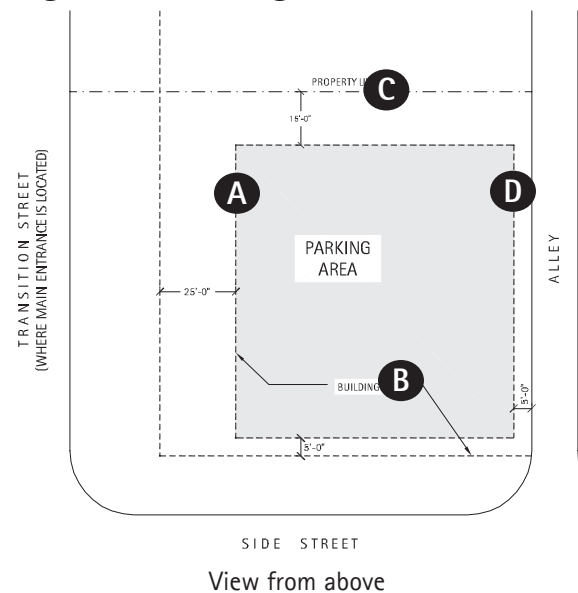 PROPERTY
C
15'-0"
A
D
TRANSITION STREET
(WHERE MAIN ENTRANCE IS LOCATED)
PARKING
AREA
ALLEY
25'-0"
BUILDING
B
5'-0"
5'-0"
SIDE STREET
View from above